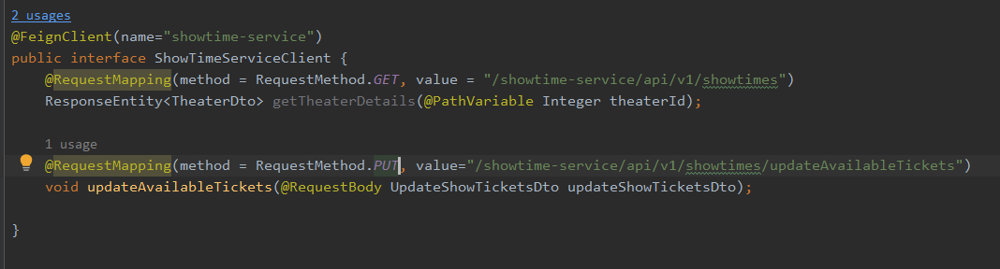 2 usages
@FeignClient(name="showtime-service")
public interface ShowTimeServiceClient {
@RequestMapping(method = RequestMethod.GET, value = "/showtime-service/api/v1/showtimes")
ResponseEntity<TheaterDto> getTheaterDetails(@PathVariable Integer theaterId);
1 usage
@RequestMapping(method = RequestMethod.PUT, value="/showtime-service/api/v1/showtimes/updateAvailableTickets")
void updateAvailableTickets(@RequestBody UpdateShowTicketsDto updateShowTicketsDto);
}